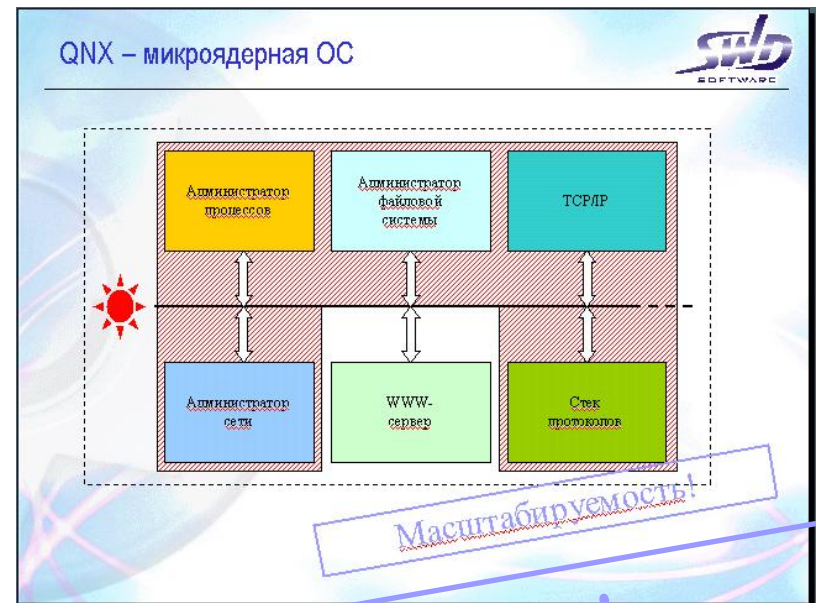 QNX – микроядерная ОС
SWD
SOFTWARE
Администратор
процессов
Администратор
файловой
системы
TCP/IP
Администратор
сети
WWW-
сервер
Стек
протоколов
Масштабируемость!